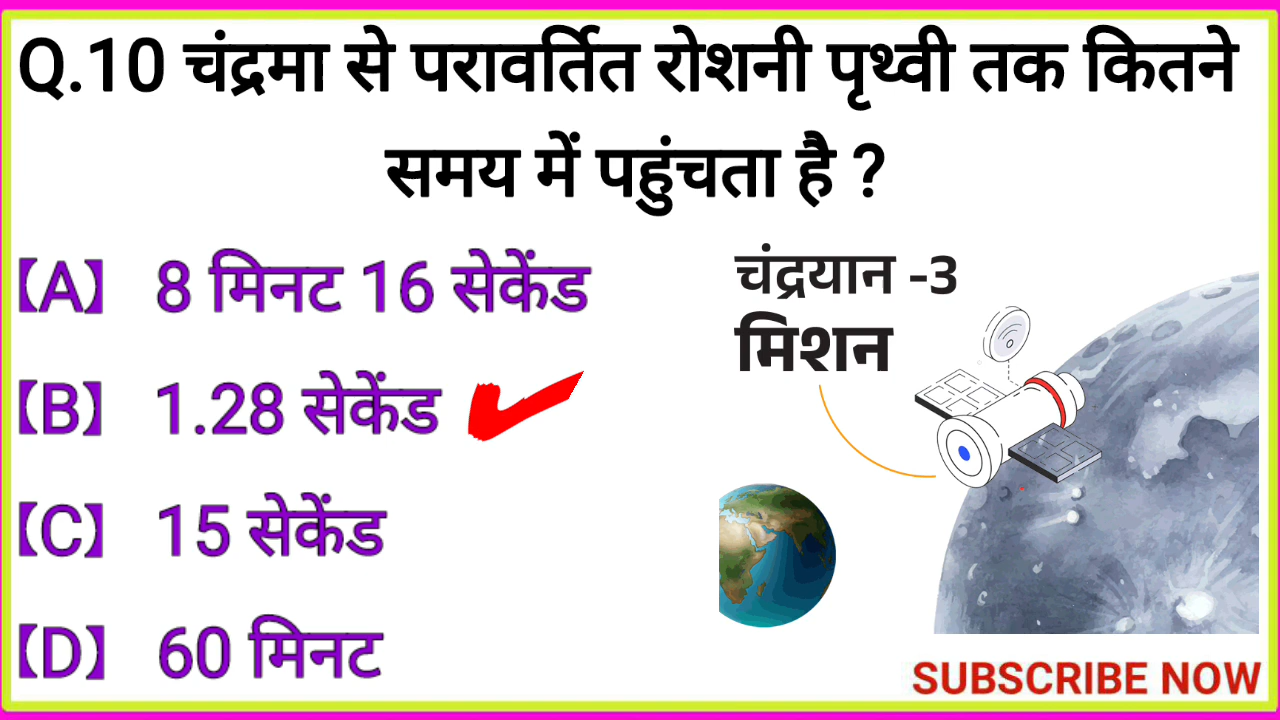 Q.10 चंद्रमा से परावर्तित रोशनी पृथ्वी तक कितने
समय में पहुंचता है ?
【A】 8 मिनट 16 सेकेंड
【B】 1.28 सेकेंड
【C】 15 सेकेंड
【D】 60 मिनट
चंद्रयान -3
मिशन
SUBSCRIBE NOW